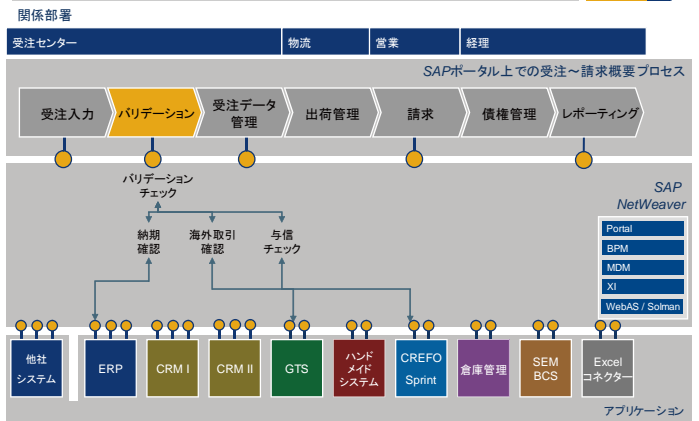 関係部署
受注センター
物流
営業
経理
SAPポータル上での受注～請求概要プロセス
受注入力
バリデーション
受注データ
管理
出荷管理
請求
債権管理
レポーティング
バリデーション
チェック
納期
確認
海外取引
確認
与信
チェック
SAP
NetWeaver
Portal
BPM
MDM
XI
WebAS / Solman
他社
システム
ERP
CRM I
CRM II
GTS
ハンド
メイド
システム
CREFO
Sprint
倉庫管理
SEM
BCS
Excel
コネクター
アプリケーション